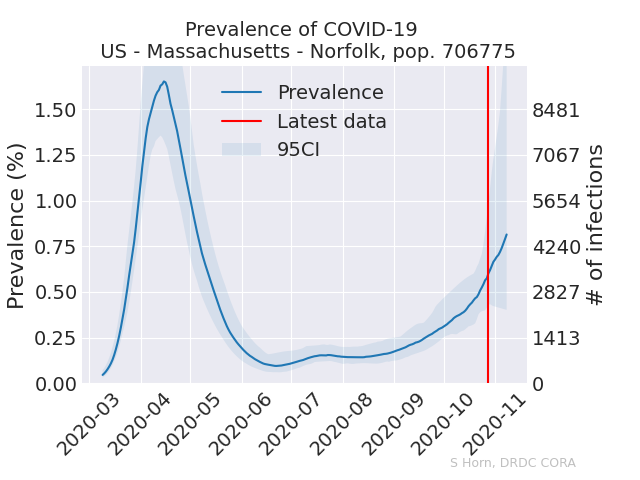 Prevalence of COVID-19
US - Massachusetts - Norfolk, pop. 706775
Prevalence (%)
1.50
1.25
1.00
0.75
0.50
0.25
0.00
Prevalence
Latest data
95CI
8481
7067
5654
4240
2827
1413
0
# of infections
2020-03
2020-04
2020-05
2020-06
2020-07
2020-08
2020-09
2020-10
2020-11
S Horn, DRDC CORA